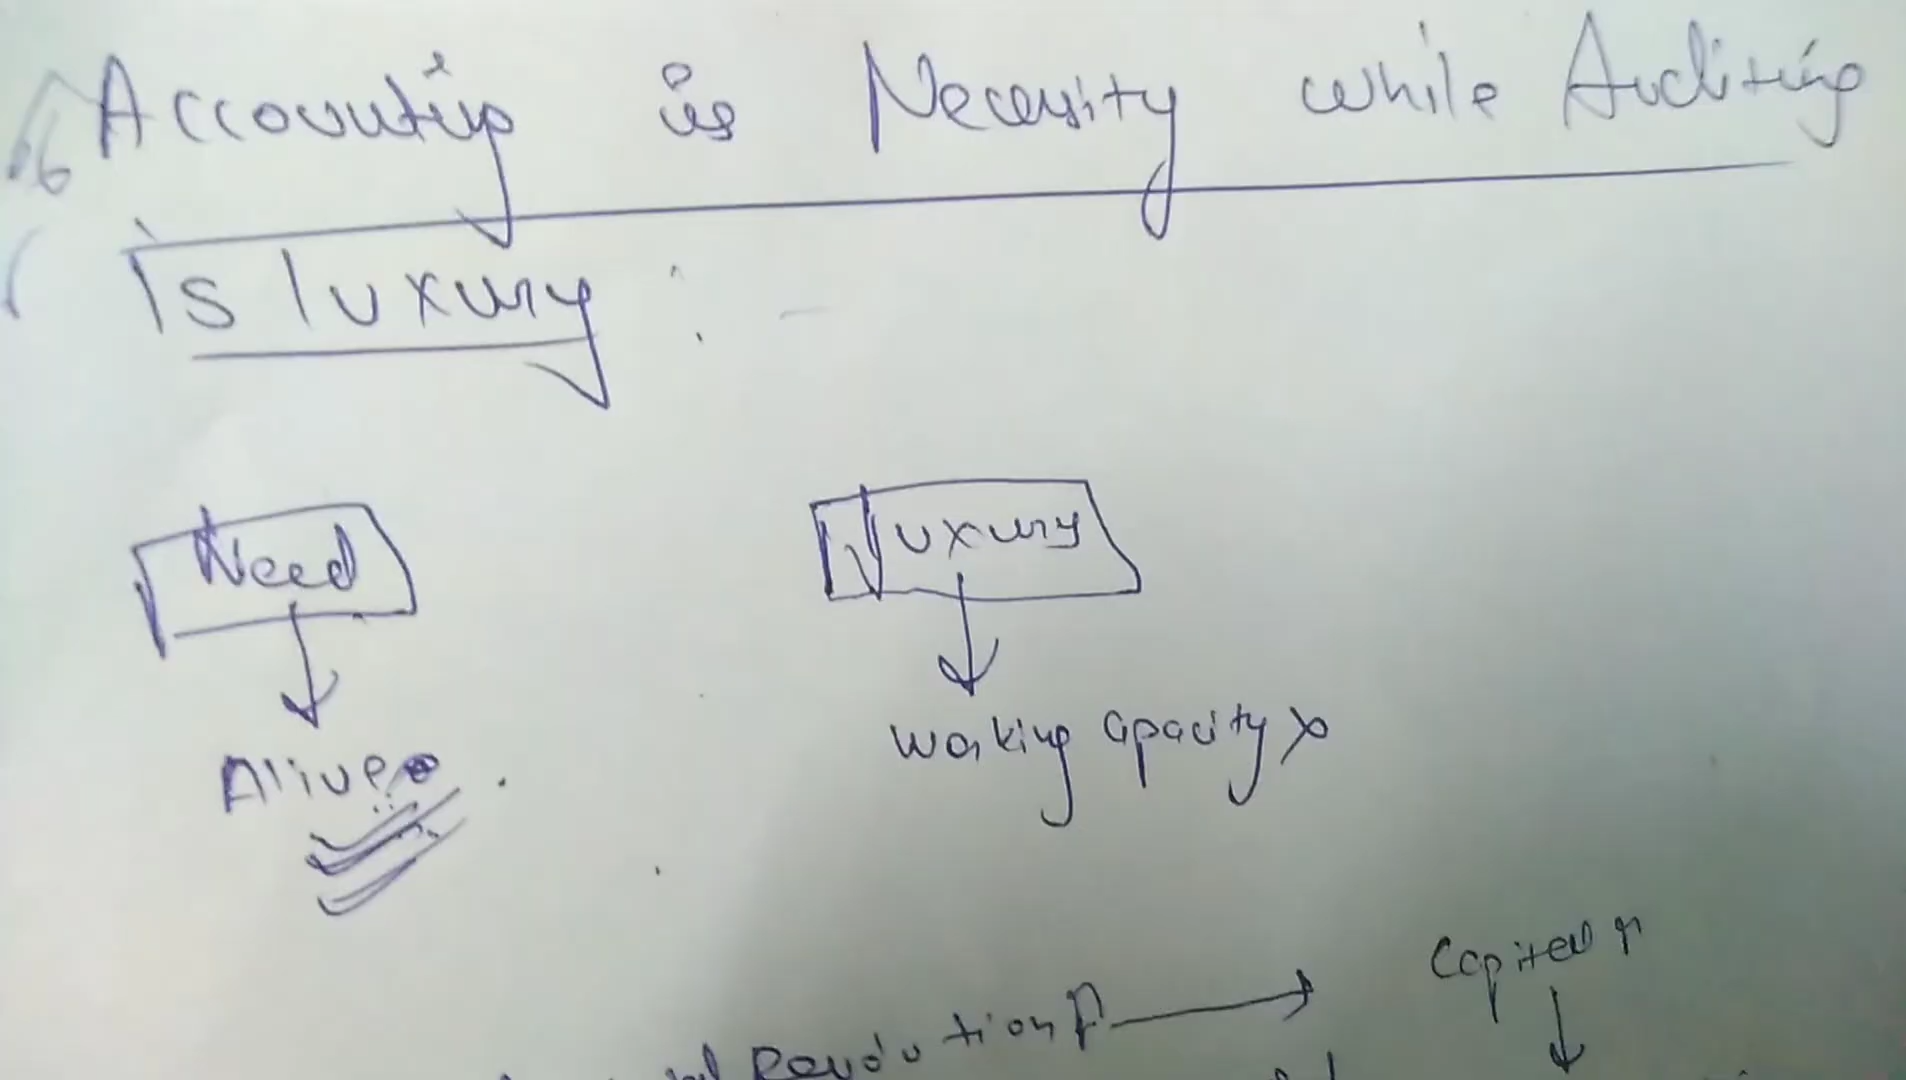 Accounting is Necessity while Auditing
is luxury :-
Need
Luxury
Alive
Working capacity
Capital ↑
Revolution